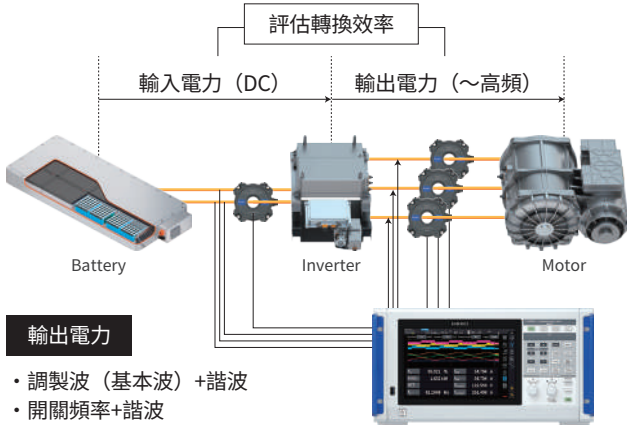 評估轉換效率
輸入電力（DC）
輸出電力（～高頻）
Battery
Inverter
Motor
輸出電力
・調製波（基本波）+諧波
・開關頻率+諧波